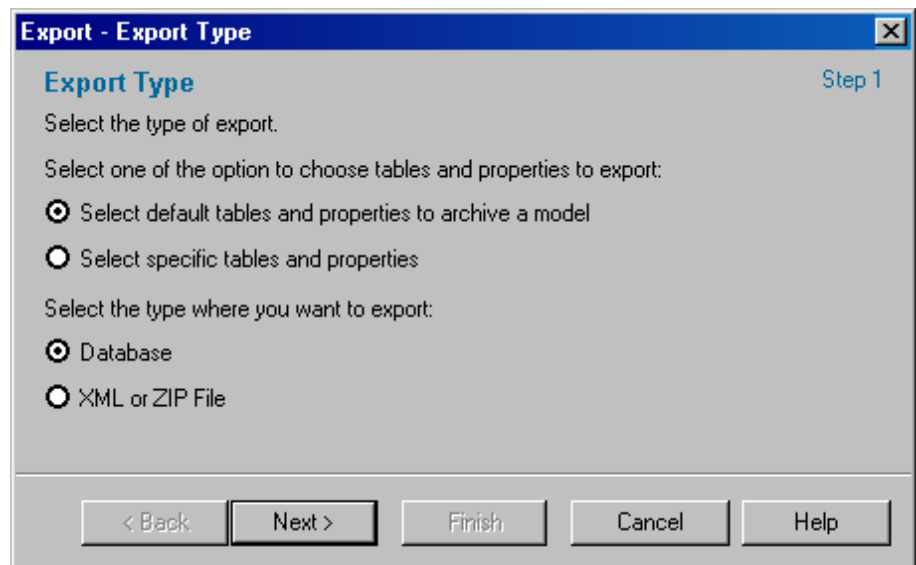 Export - Export Type
Export Type
Step 1
Select the type of export.
Select one of the option to choose tables and properties to export:
Select default tables and properties to archive a model
Select specific tables and properties
Select the type where you want to export:
Database
XML or ZIP File
< Back
Next >
Finish
Cancel
Help